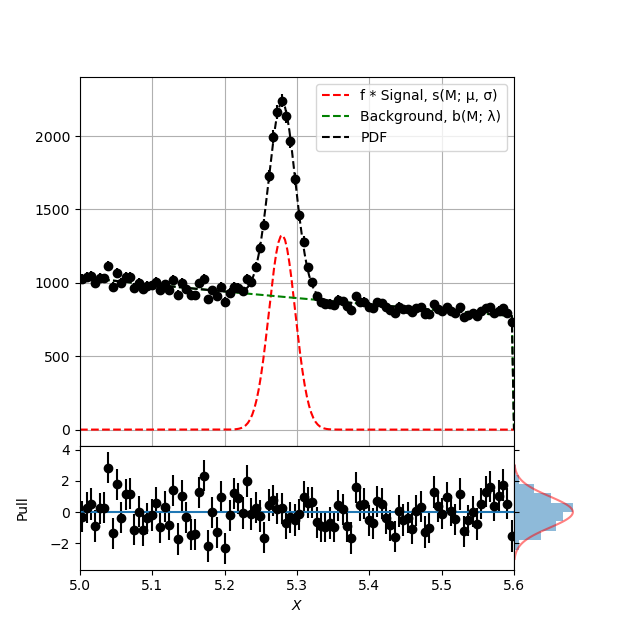 f * Signal, s(M; μ, σ)
Background, b(M; λ)
PDF
2000
1500
1000
500
0
4
2
0
−2
Pull
5.0 5.1 5.2 5.3 5.4 5.5 5.6
X